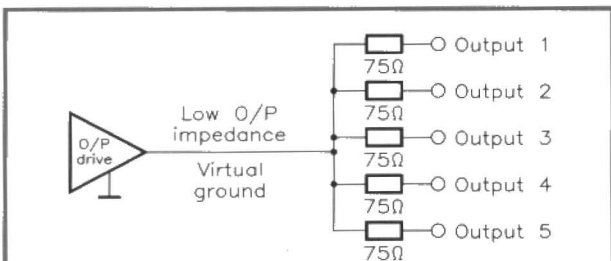 Output 1
75Ω
Output 2
75Ω
Low O/P
impedance
O/P
drive
Output 3
75Ω
Virtual
ground
Output 4
75Ω
Output 5
75Ω